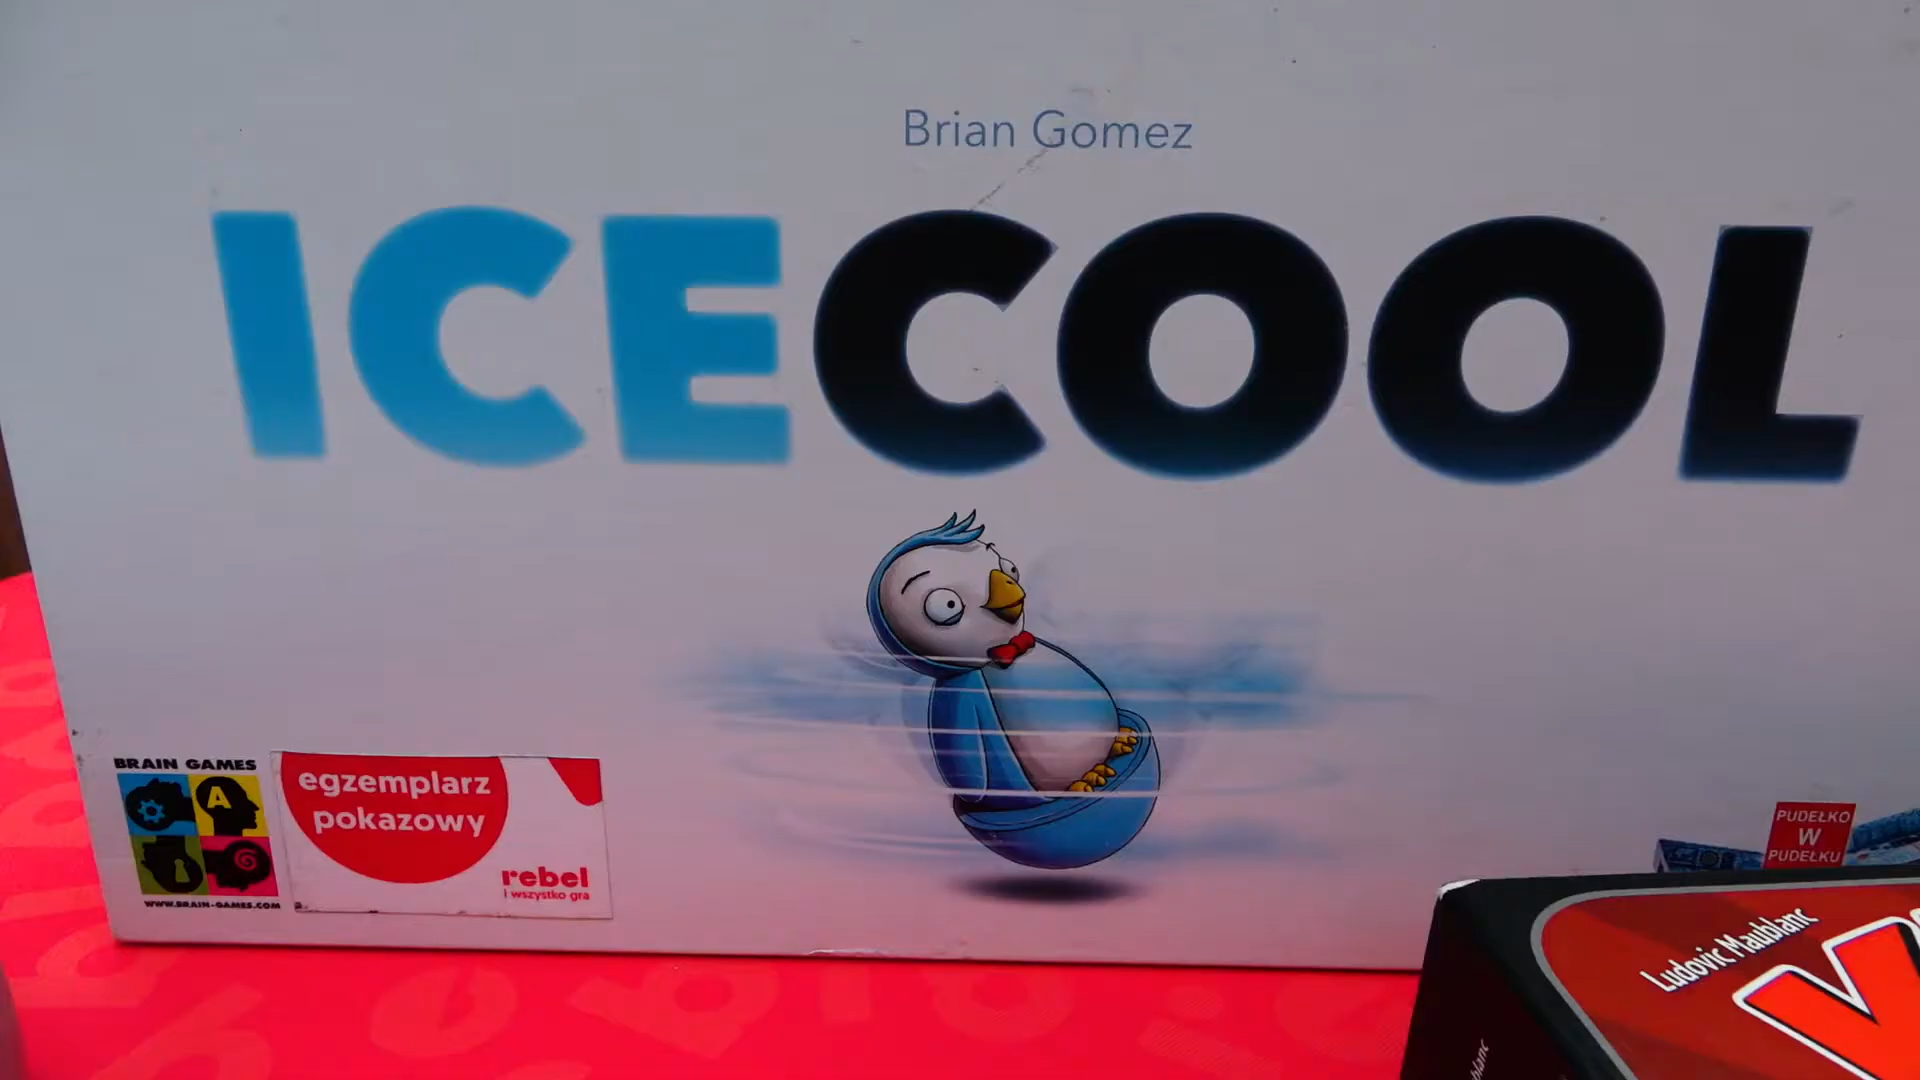 Brian Gomez
ICECOOL
BRAIN GAMES
A
WWW.BRAIN-GAMES.COM
egzemplarz
pokazowy
rebel
i wszystko gra
PUDEŁKO
W
PUDEŁKU
Ludovic Maublanc
V